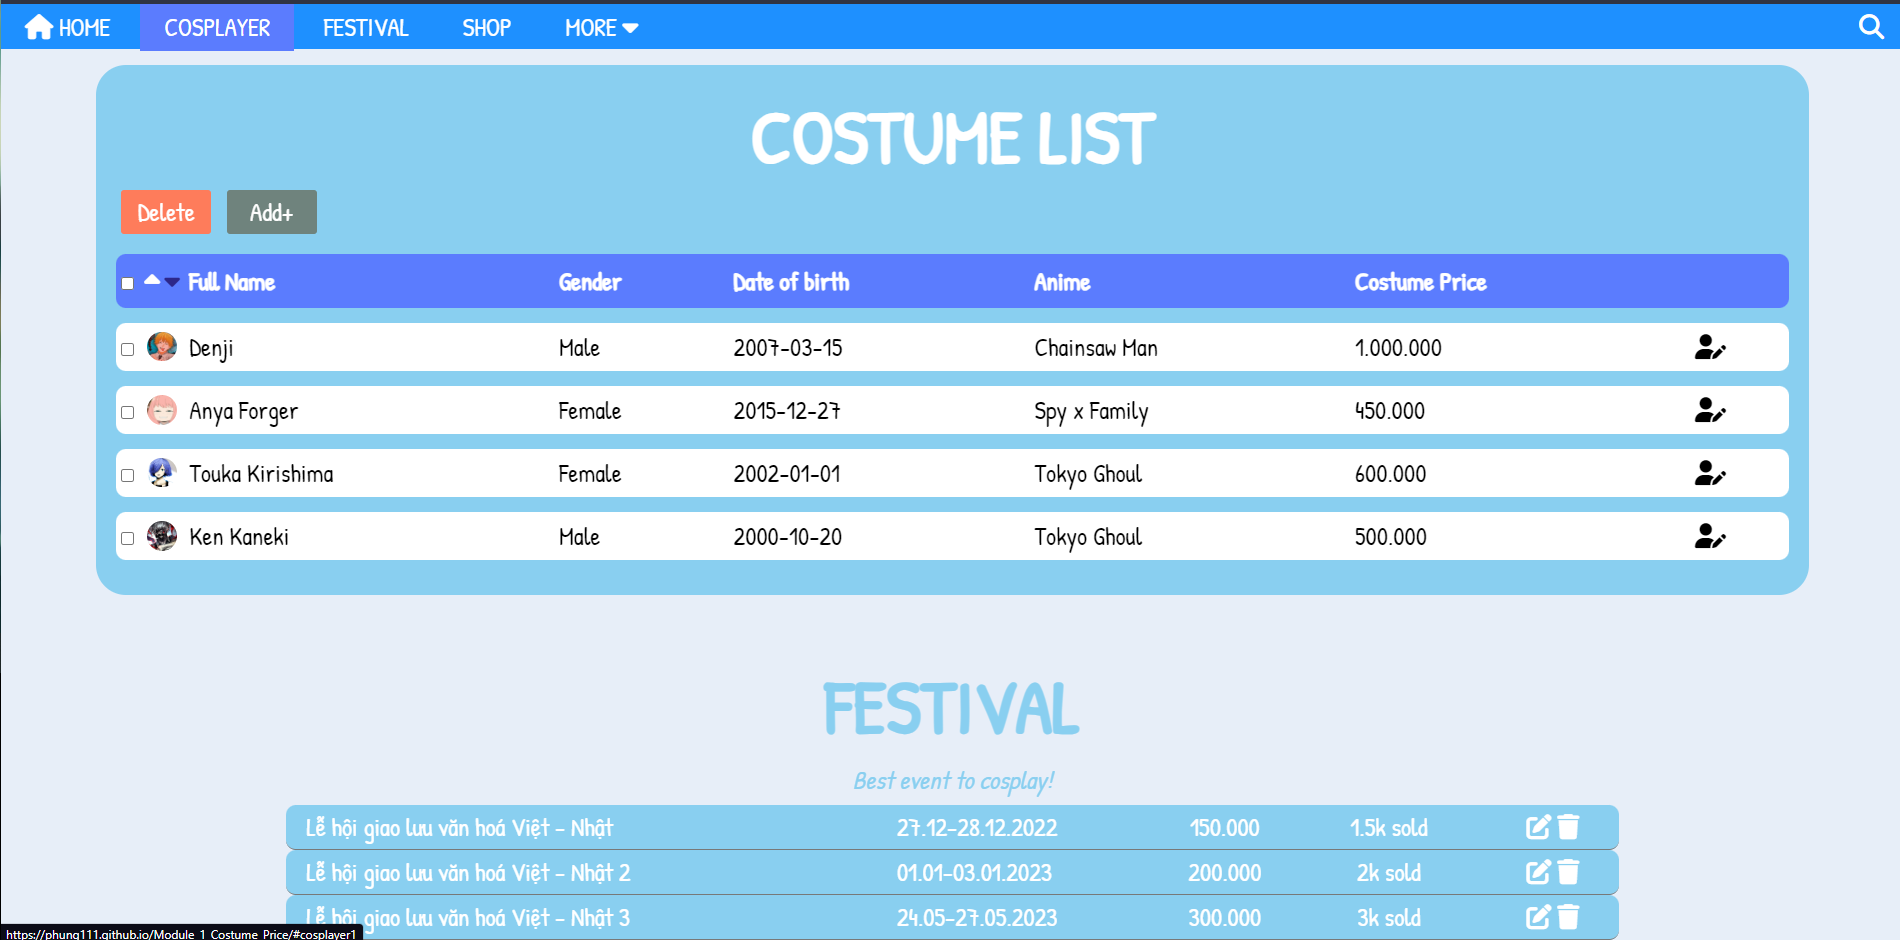 HOME COSPLAYER FESTIVAL SHOP MORE
COSTUME LIST
Delete Add+
Full Name Gender Date of birth Anime Costume Price
Denji Male 2007-03-15 Chainsaw Man 1.000.000
Anya Forger Female 2015-12-27 Spy x Family 450.000
Touka Kirishima Female 2002-01-01 Tokyo Ghoul 600.000
Ken Kaneki Male 2000-10-20 Tokyo Ghoul 500.000
FESTIVAL
Best event to cosplay!
Lễ hội giao lưu văn hoá Việt - Nhật 27.12-28.12.2022 150.000 1.5k sold
Lễ hội giao lưu văn hoá Việt - Nhật 2 01.01-03.01.2023 200.000 2k sold
Lễ hội giao lưu văn hoá Việt - Nhật 3 24.05-27.05.2023 300.000 3k sold
https://phung111.github.io/Module_1_Costume_Price/#cosplayer1